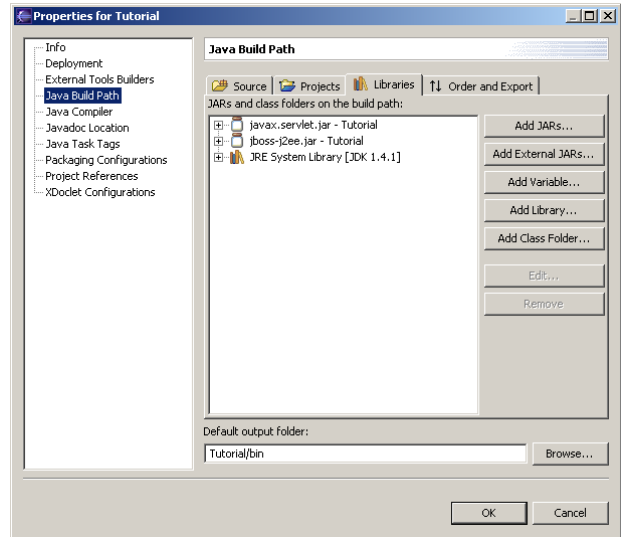 Properties for Tutorial
Info
Deployment
External Tools Builders
Java Build Path
Java Compiler
Javadoc Location
Java Task Tags
Packaging Configurations
Project References
XDoclet Configurations
Java Build Path
Source Projects Libraries Order and Export
JARs and class folders on the build path:
javax.servlet.jar - Tutorial
jboss-j2ee.jar - Tutorial
JRE System Library [JDK 1.4.1]
Add JARs...
Add External JARs...
Add Variable...
Add Library...
Add Class Folder...
Edit...
Remove
Default output folder:
Tutorial/bin
Browse...
OK Cancel